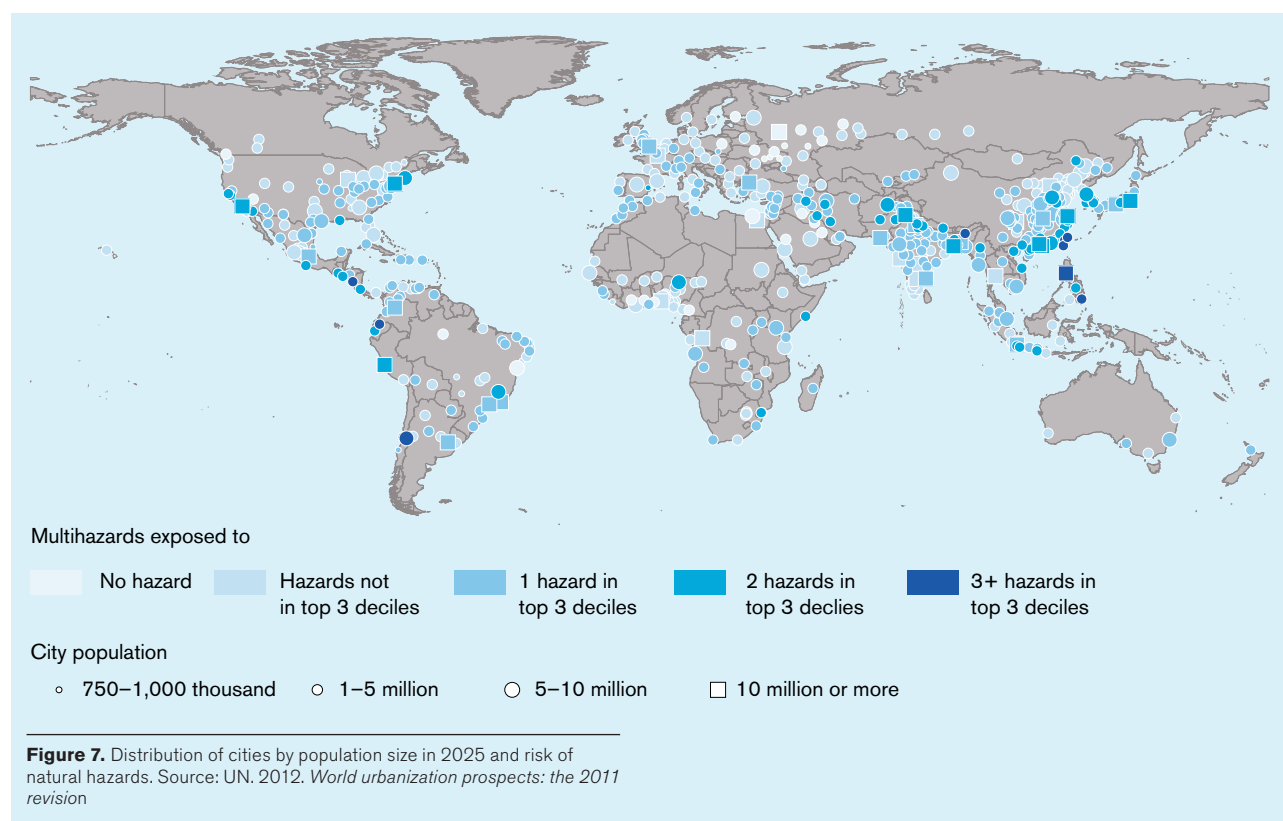 Multihazards exposed to
No hazard
Hazards not
in top 3 deciles
1 hazard in
top 3 deciles
2 hazards in
top 3 declies
3+ hazards in
top 3 deciles
City population
750–1,000 thousand
1–5 million
5–10 million
10 million or more
Figure 7. Distribution of cities by population size in 2025 and risk of
natural hazards. Source: UN. 2012. World urbanization prospects: the 2011
revision